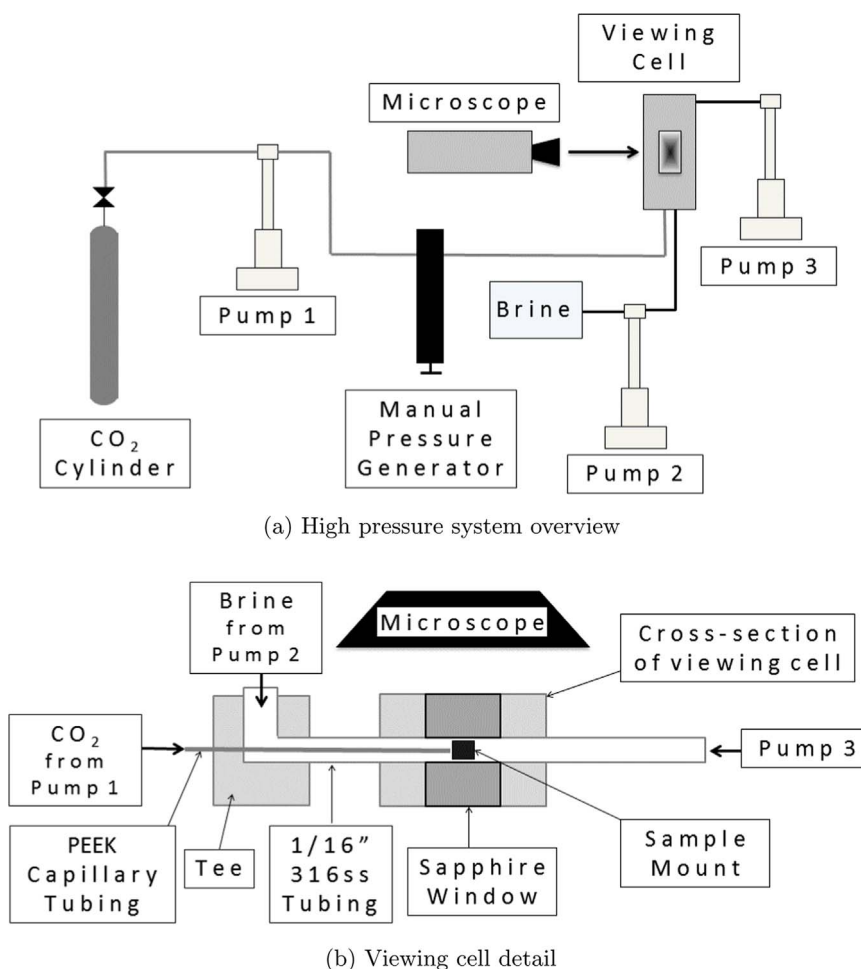 Viewing
Cell
Microscope
Pump 3
Pump 1
Brine
CO₂
Cylinder
Manual
Pressure
Generator
Pump 2
(a) High pressure system overview
Brine
from
Pump 2
Microscope
Cross-section
of viewing cell
CO₂
from
Pump 1
Pump 3
PEEK
Capillary
Tubing
Tee
1/16”
316ss
Tubing
Sapphire
Window
Sample
Mount
(b) Viewing cell detail